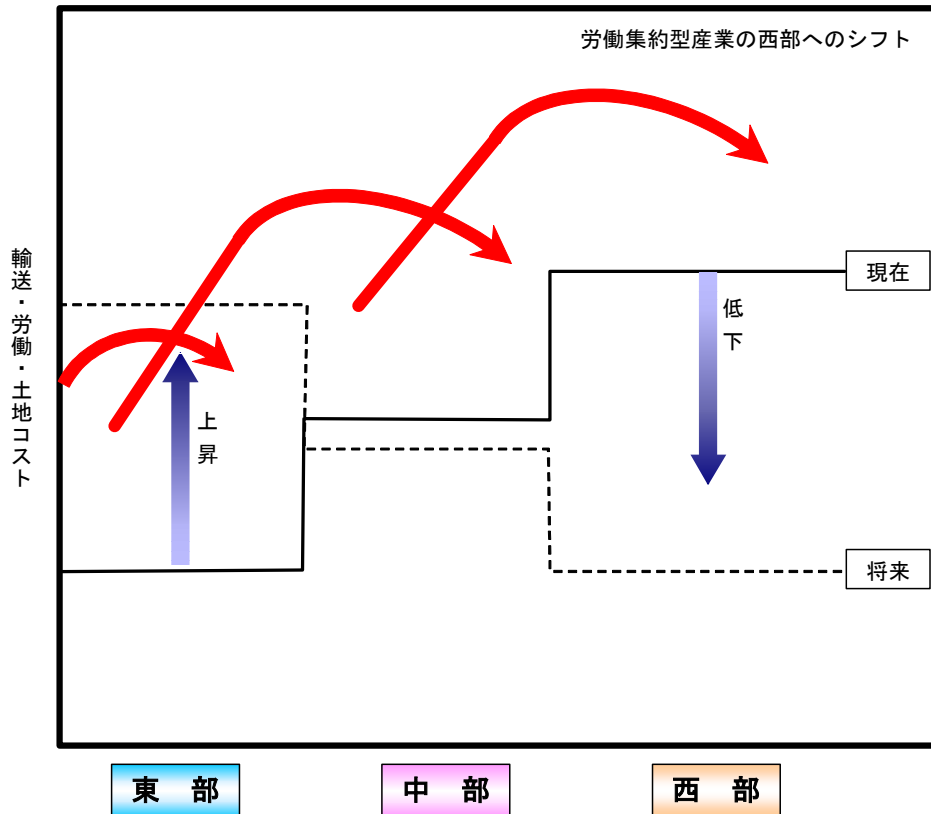 労働集約型産業の西部へのシフト
輸送・労働・土地コスト
現在
低下
上昇
将来
東 部
中 部
西 部